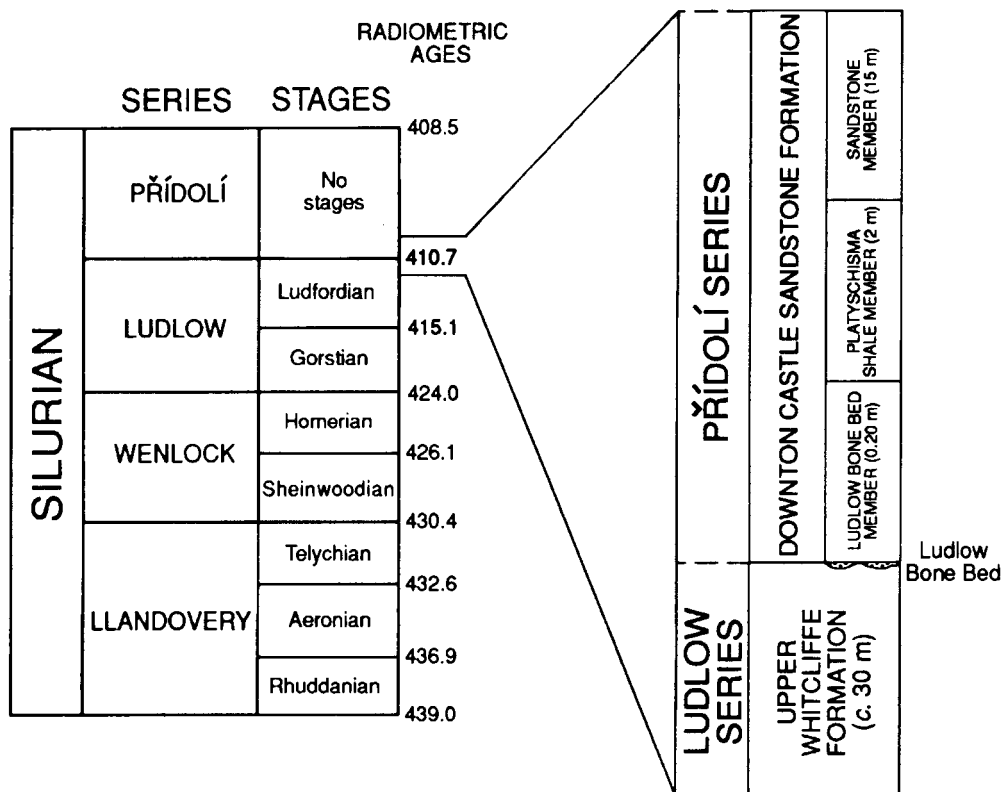 RADIOMETRIC
AGES
SERIES STAGES
SILURIAN
PŘÍDOLÍ
No
stages
LUDLOW
Ludfordian
Gorstian
WENLOCK
Homerian
Sheinwoodian
LLANDOVERY
Telychian
Aeronian
Rhuddanian
408.5
410.7
415.1
424.0
426.1
430.4
432.6
436.9
439.0
PŘÍDOLÍ SERIES
LUDLOW
SERIES
DOWNTON CASTLE SANDSTONE FORMATION
UPPER
WHITCLIFFE
FORMATION
(c. 30 m)
SANDSTONE
MEMBER (15 m)
PLATYSCHISMA
SHALE MEMBER (2 m)
LUDLOW BONE BED
MEMBER (0.20 m)
Ludlow
Bone Bed